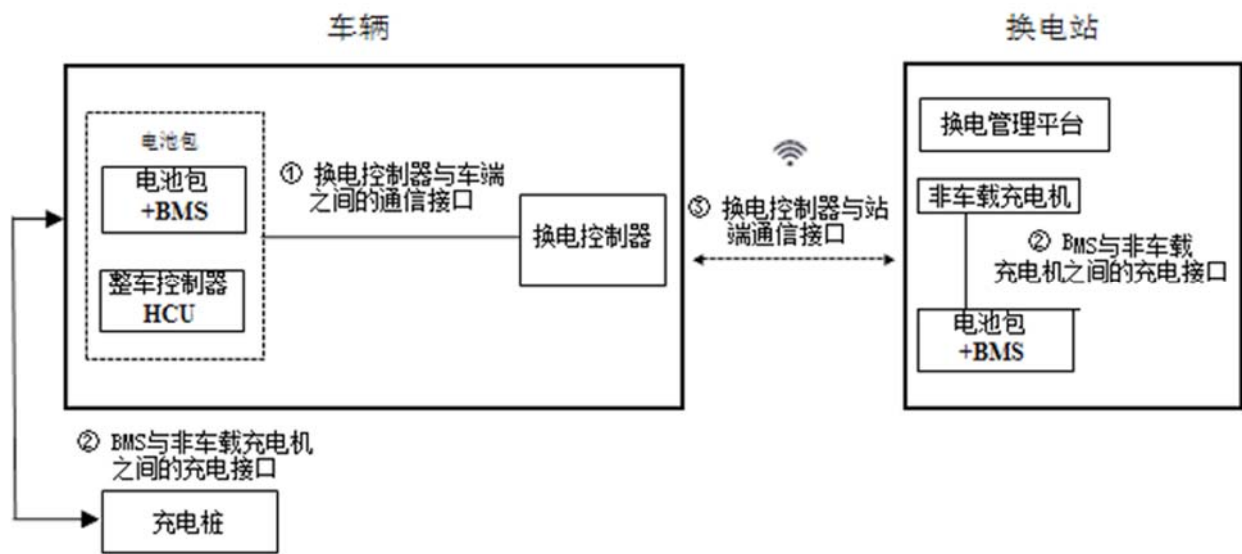 车辆
换电站
电池包
电池包
+BMS
整车控制器
HCU
① 换电控制器与车端
之间的通信接口
换电控制器
③ 换电控制器与站
端通信接口
换电管理平台
非车载充电机
② BMS与非车载
充电机之间的充电接口
电池包
+BMS
② BMS与非车载充电机
之间的充电接口
充电桩